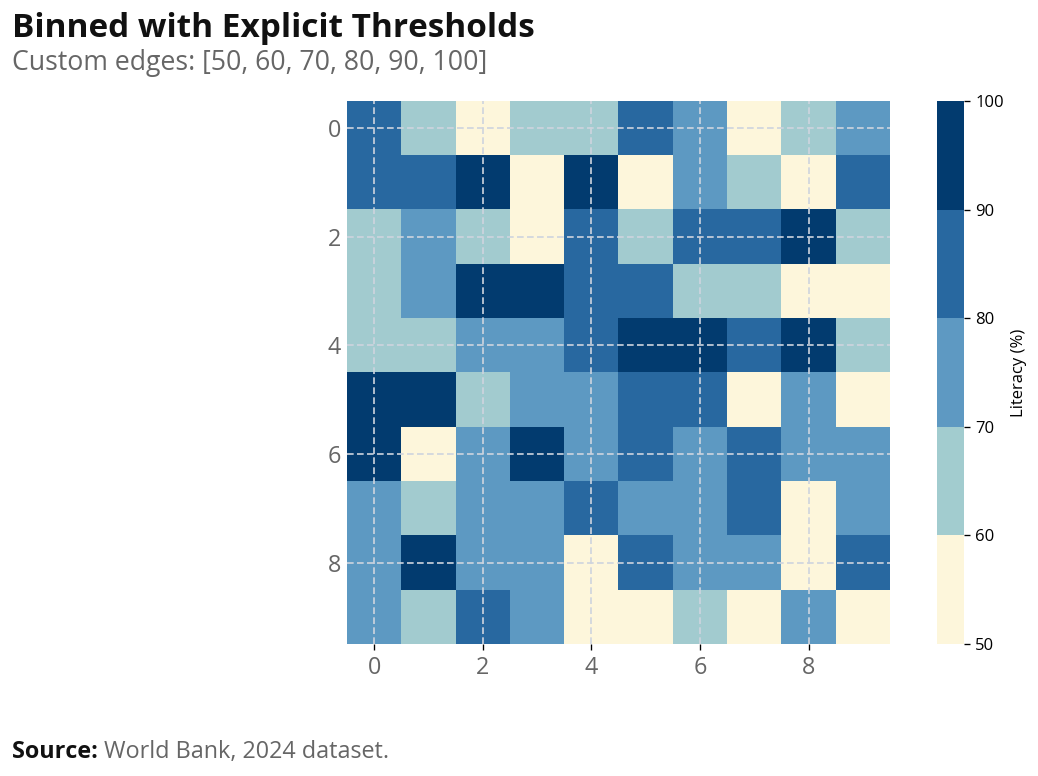 Binned with Explicit Thresholds
Custom edges: [50, 60, 70, 80, 90, 100]
0
2
4
6
8
0 2 4 6 8
100
90
80
70
60
50
Literacy (%)
Source: World Bank, 2024 dataset.